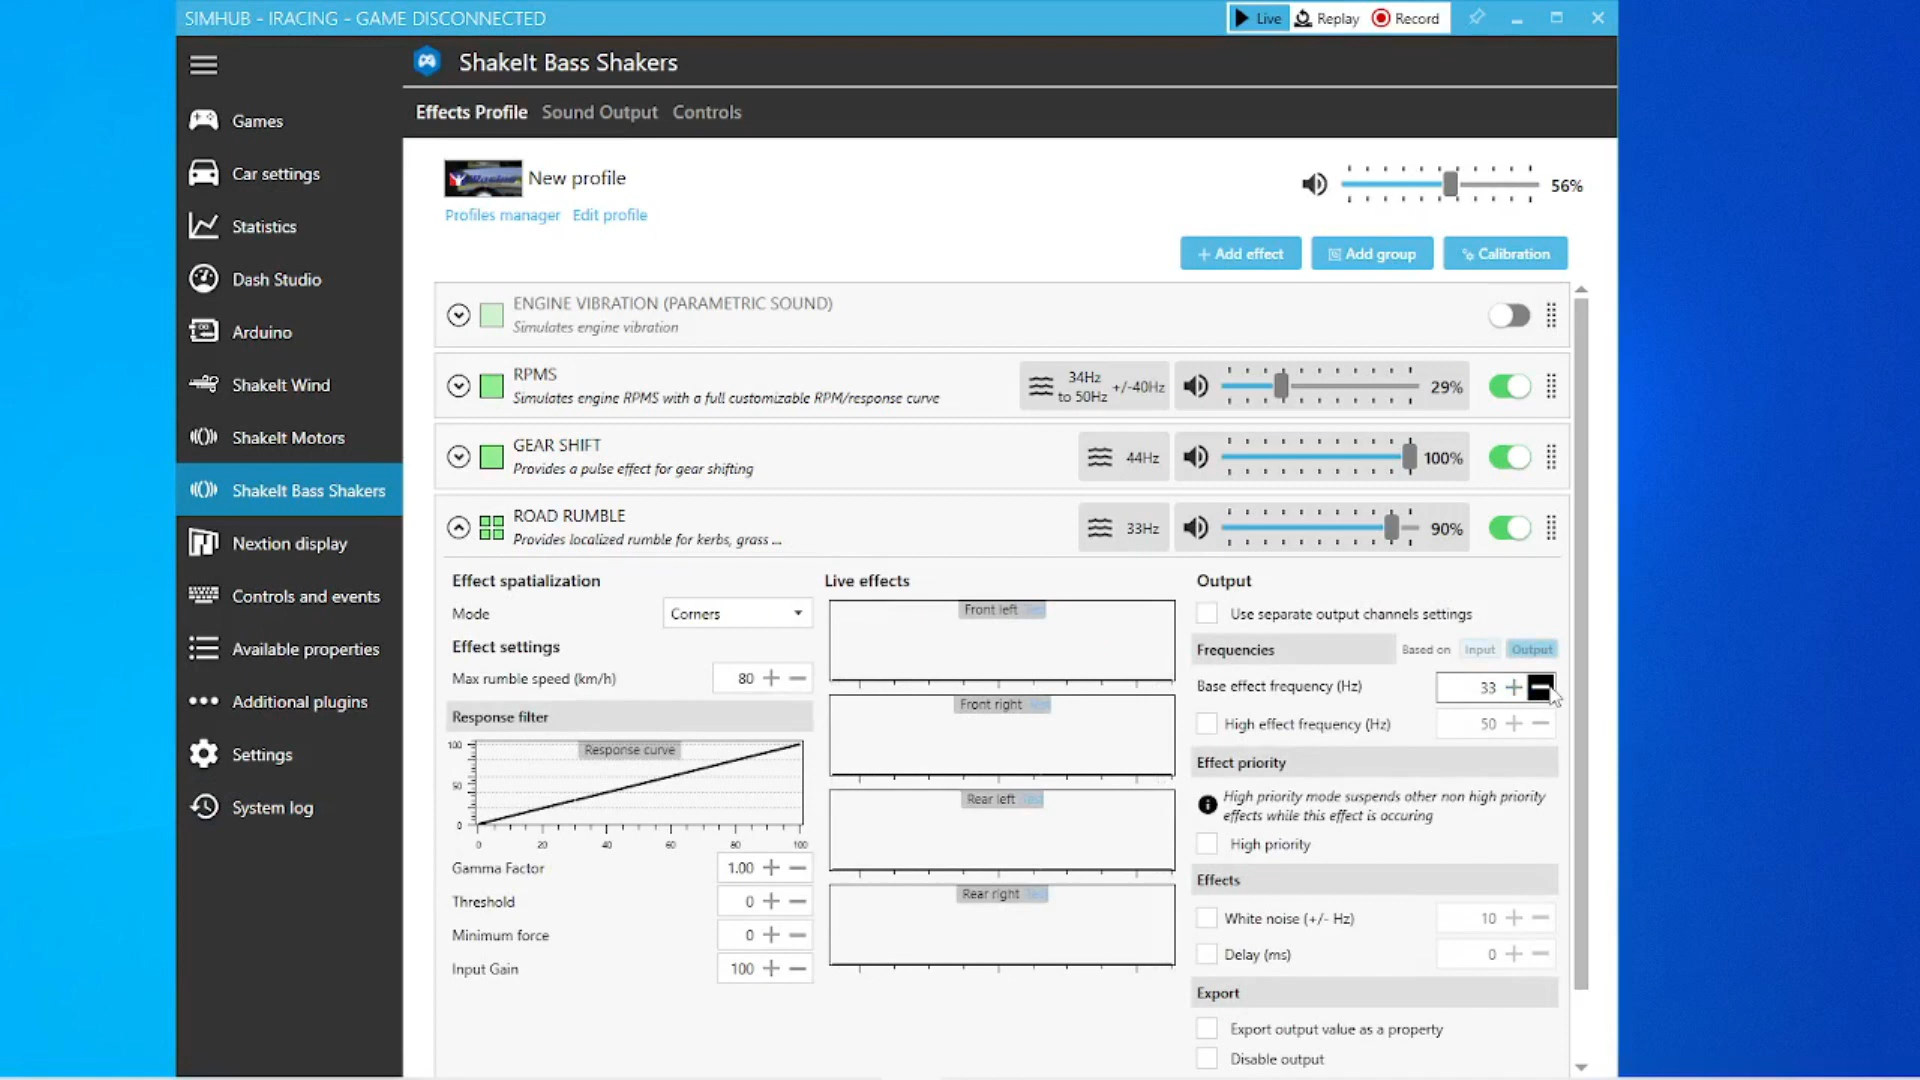 SIMHUB - IRACING - GAME DISCONNECTED
Live
Replay
Record
ShakeIt Bass Shakers
Games
Car settings
Statistics
Dash Studio
Arduino
ShakeIt Wind
ShakeIt Motors
ShakeIt Bass Shakers
Nextion display
Controls and events
Available properties
Additional plugins
Settings
System log
Effects Profile
Sound Output
Controls
New profile
Profiles manager
Edit profile
56%
+ Add effect
Add group
Calibration
ENGINE VIBRATION (PARAMETRIC SOUND)
Simulates engine vibration
RPMS
Simulates engine RPMS with a full customizable RPM/response curve
34Hz
to 50Hz
+/-40Hz
29%
GEAR SHIFT
Provides a pulse effect for gear shifting
44Hz
100%
ROAD RUMBLE
Provides localized rumble for kerbs, grass ...
33Hz
90%
Effect spatialization
Mode
Corners
Effect settings
Max rumble speed (km/h)
80
Response filter
Response curve
100
50
0
0 20 40 60 80 100
Gamma Factor
1.00
Threshold
0
Minimum force
0
Input Gain
100
Live effects
Front left Test
Front right Test
Rear left Test
Rear right Test
Output
Use separate output channels settings
Frequencies
Based on
Input
Output
Base effect frequency (Hz)
33
High effect frequency (Hz)
50
Effect priority
High priority mode suspends other non high priority
effects while this effect is occuring
High priority
Effects
White noise (+/- Hz)
10
Delay (ms)
0
Export
Export output value as a property
Disable output